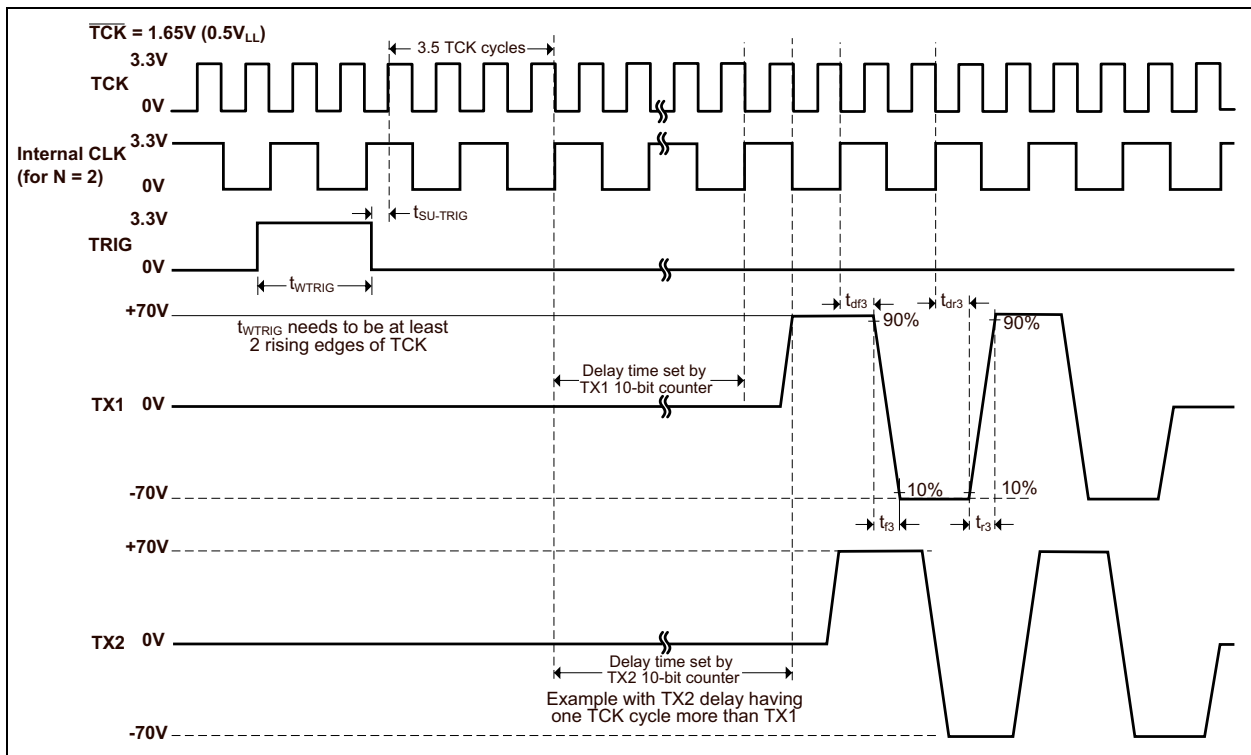 TCK = 1.65V (0.5VLL)
3.5 TCK cycles
3.3V
TCK
0V
3.3V
Internal CLK
(for N = 2)
0V
3.3V
tSU-TRIG
TRIG
0V
tWTRIG
+70V
tWTRIG needs to be at least
2 rising edges of TCK
tdf3
tdr3
90%
90%
Delay time set by
TX1 10-bit counter
TX1 0V
-70V
10%
10%
tf3
tr3
+70V
TX2 0V
Delay time set by
TX2 10-bit counter
Example with TX2 delay having
one TCK cycle more than TX1
-70V